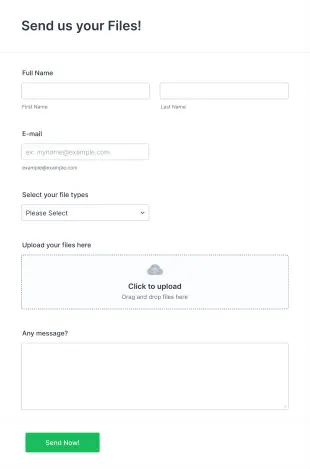 Send us your Files!
Full Name
First Name
Last Name
E-mail
ex: myname@example.com
example@example.com
Select your file types
Please Select
Upload your files here
Click to upload
Drag and drop files here
Any message?
Send Now!